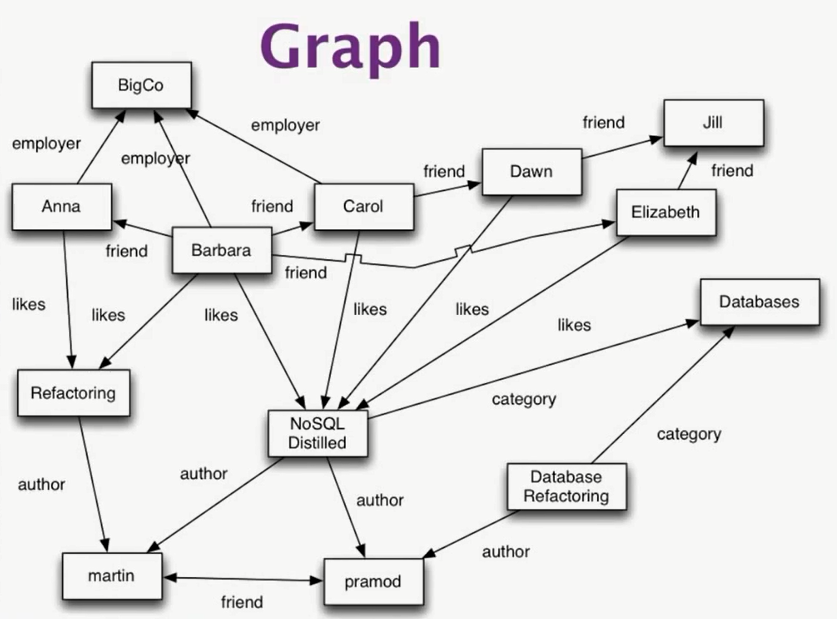 Graph
BigCo
employer
employer
employer
Anna
Barbara
Carol
Dawn
Jill
Elizabeth
friend
friend
friend
friend
friend
friend
likes
likes
likes
likes
likes
likes
Databases
Refactoring
NoSQL
Distilled
category
category
Database
Refactoring
author
author
author
author
martin
pramod
friend